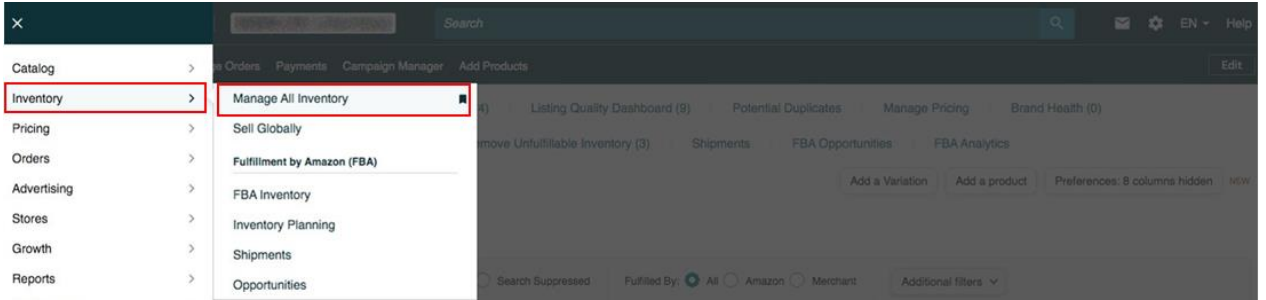 Search
EN
Help
Catalog
Inventory
Pricing
Orders
Advertising
Stores
Growth
Reports
Manage All Inventory
Sell Globally
Fulfillment by Amazon (FBA)
FBA Inventory
Inventory Planning
Shipments
Opportunities
Orders Payments Campaign Manager Add Products
Edit
Listing Quality Dashboard (9) Potential Duplicates Manage Pricing Brand Health (0)
Unfulfillable Inventory (3) Shipments FBA Opportunities FBA Analytics
Add a Variation Add a product Preferences: 8 columns hidden NEW
Search Suppressed Fulfilled By: All Amazon Merchant Additional filters